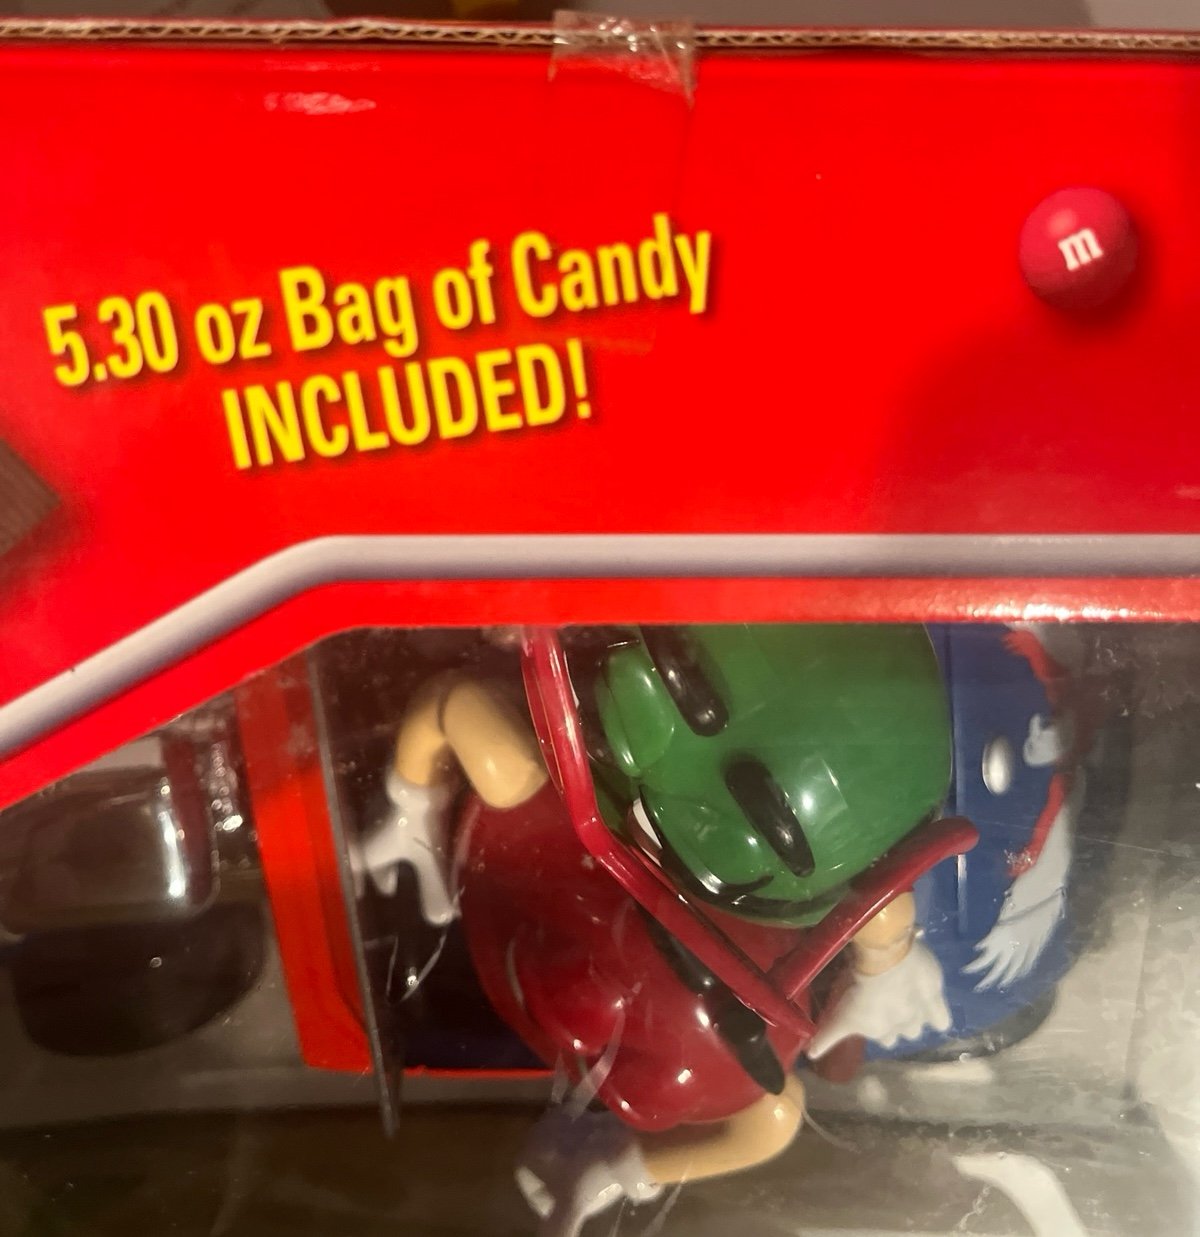 5.30 oz Bag of Candy
INCLUDED!
m